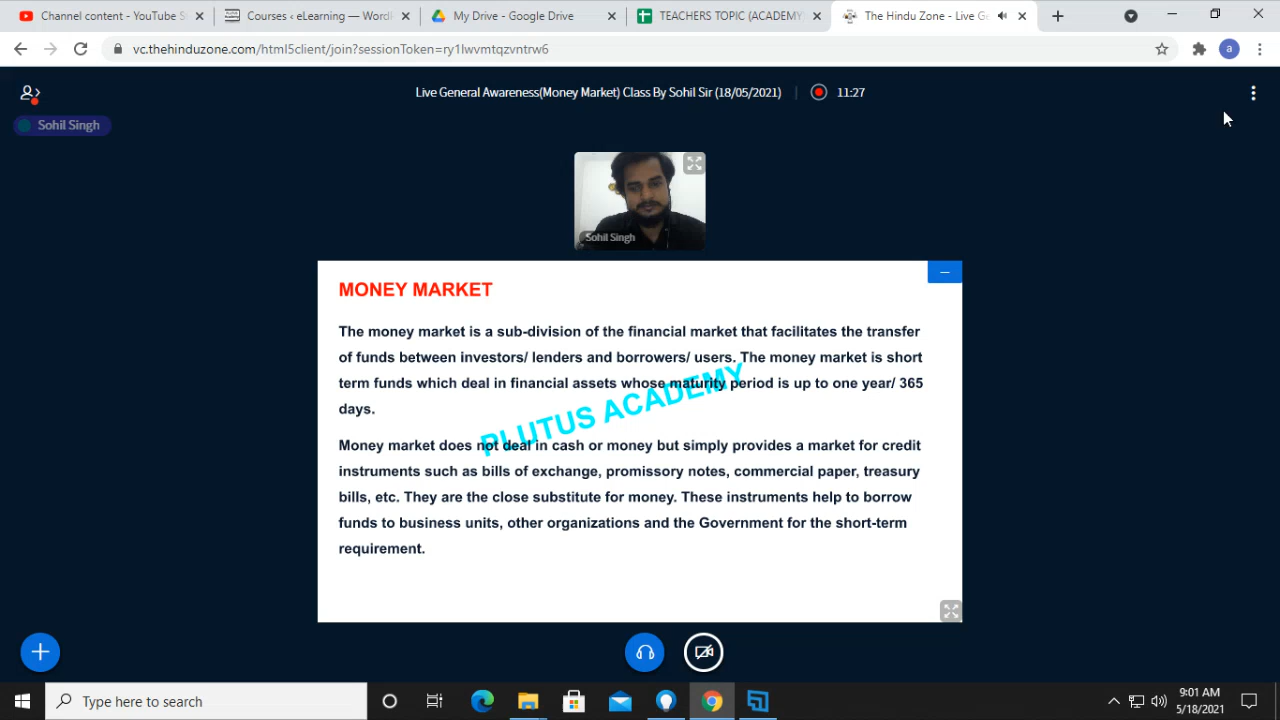 Channel content - YouTube S
Courses ‹ eLearning — Word
My Drive - Google Drive
TEACHERS TOPIC (ACADEMY)
The Hindu Zone - Live Ge
vc.thehinduzone.com/html5client/join?sessionToken=ry1lwvmtqzvntrw6
a
Live General Awareness(Money Market) Class By Sohil Sir (18/05/2021)
11:27
Sohil Singh
Sohil Singh
MONEY MARKET
The money market is a sub-division of the financial market that facilitates the transfer
of funds between investors/ lenders and borrowers/ users. The money market is short
term funds which deal in financial assets whose maturity period is up to one year/ 365
days.
PLUTUS ACADEMY
Money market does not deal in cash or money but simply provides a market for credit
instruments such as bills of exchange, promissory notes, commercial paper, treasury
bills, etc. They are the close substitute for money. These instruments help to borrow
funds to business units, other organizations and the Government for the short-term
requirement.
Type here to search
9:01 AM
5/18/2021